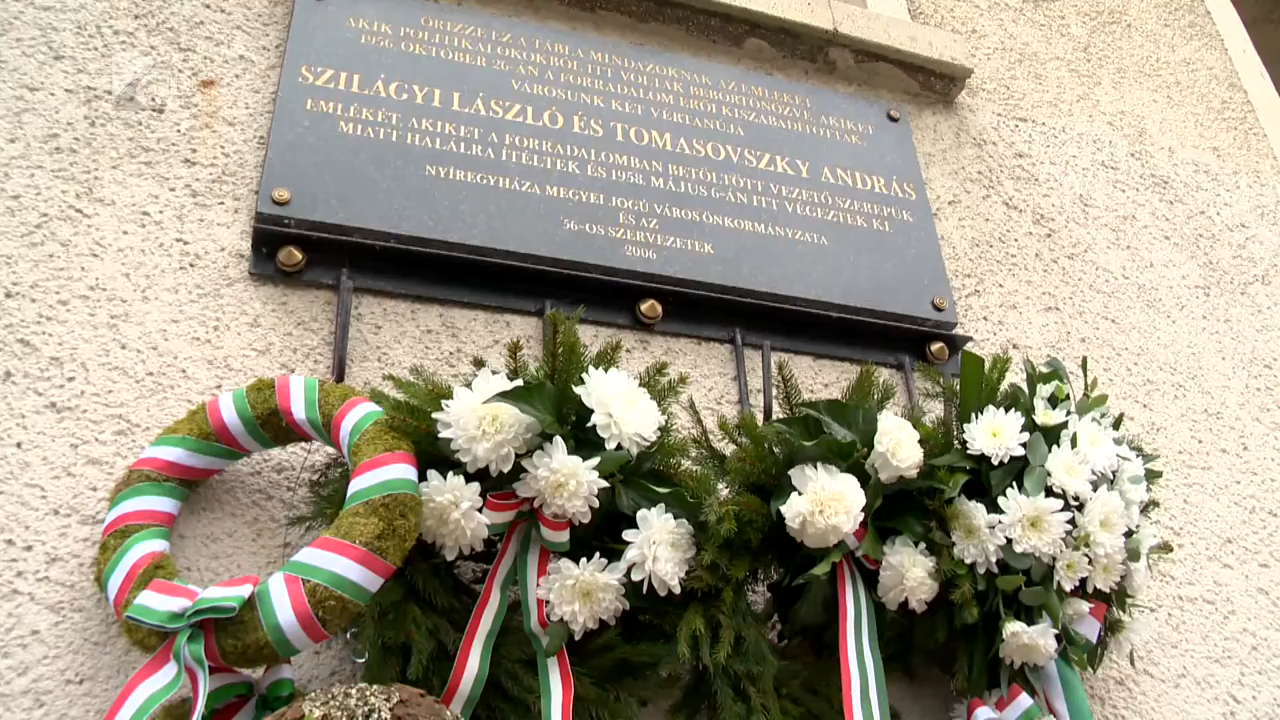 ŐRIZZE EZ A TÁBLA MINDAZOKNAK AZ EMLÉKÉT,
AKIK POLITIKAI OKOKBÓL ITT VOLTAK BEBÖRTÖNÖZVE, AKIKET
1956. OKTÓBER 26-ÁN A FORRADALOM ERŐI KISZABADÍTOTTAK,
VÁROSUNK KÉT VÉRTANÚJA
SZILÁGYI LÁSZLÓ ÉS TOMASOVSZKY ANDRÁS
EMLÉKÉT, AKIKET A FORRADALOMBAN BETÖLTÖTT VEZETŐ SZEREPÜK
MIATT HALÁLRA ÍTÉLTEK ÉS 1958. MÁJUS 6-ÁN ITT VÉGEZTEK KI.
NYÍREGYHÁZA MEGYEI JOGÚ VÁROS ÖNKORMÁNYZATA
ÉS AZ
'56-OS SZERVEZETEK
2006